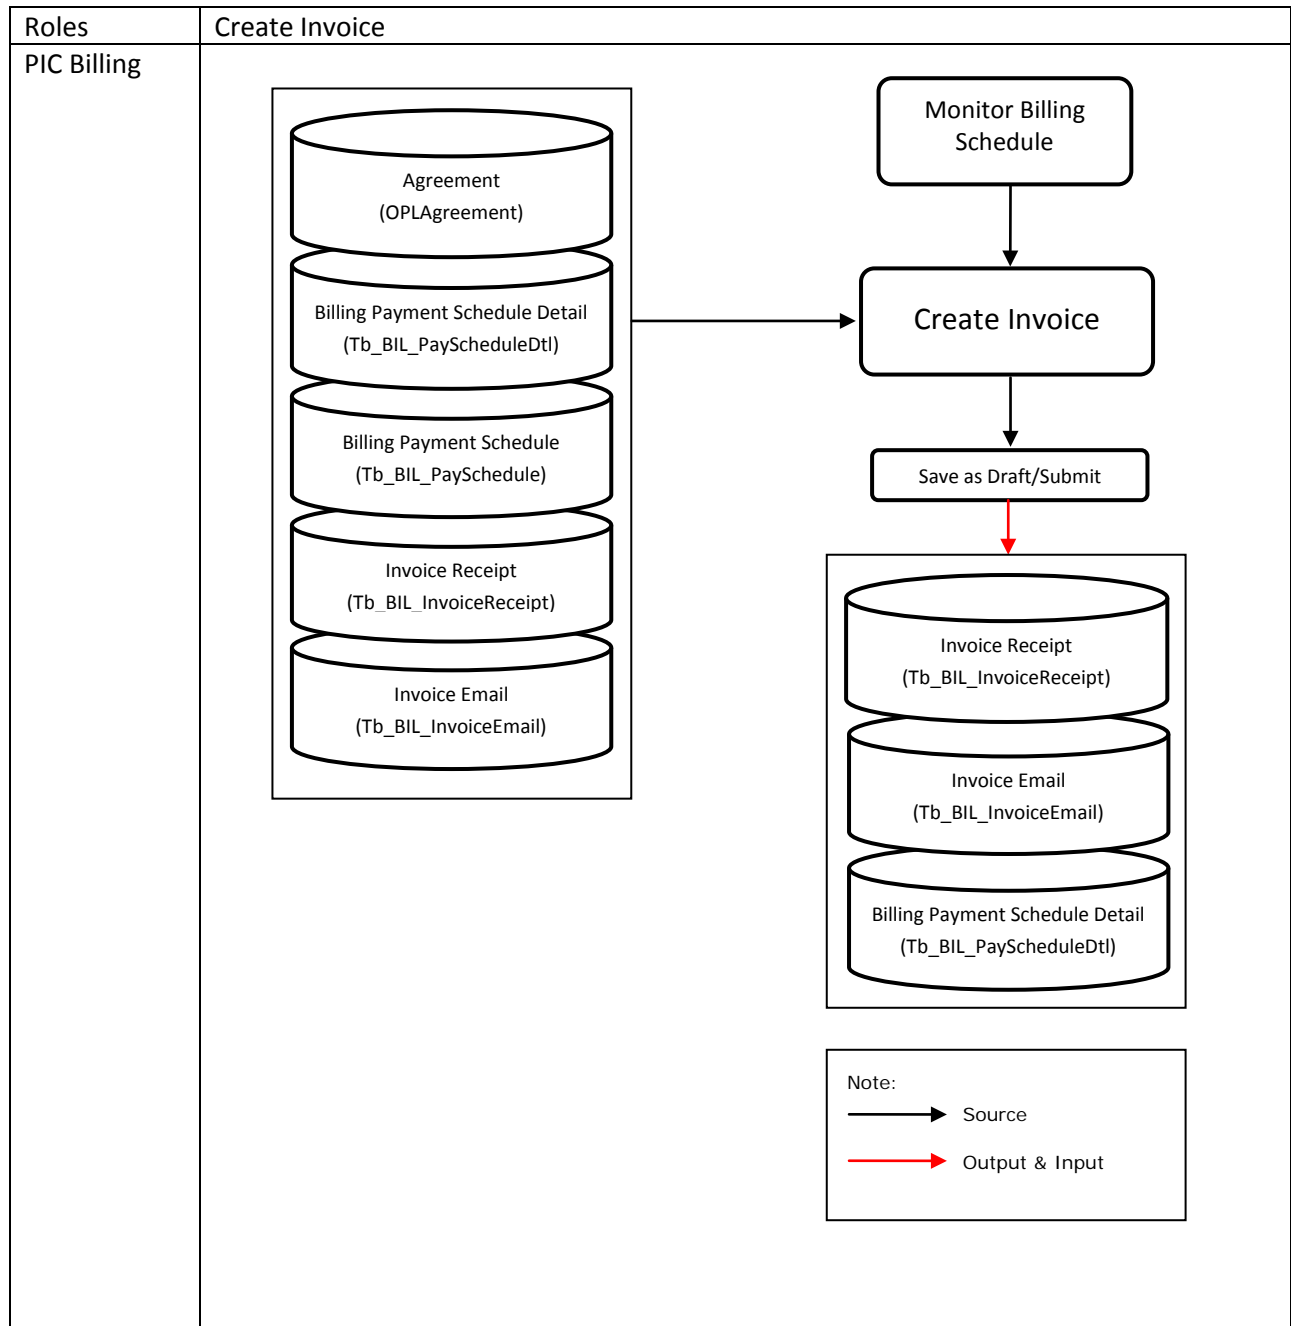 Roles
Create Invoice
PIC Billing
Agreement
(OPLAgreement)
Billing Payment Schedule Detail
(Tb_BIL_PayScheduleDtl)
Billing Payment Schedule
(Tb_BIL_PaySchedule)
Invoice Receipt
(Tb_BIL_InvoiceReceipt)
Invoice Email
(Tb_BIL_InvoiceEmail)
Monitor Billing
Schedule
Create Invoice
Save as Draft/Submit
Invoice Receipt
(Tb_BIL_InvoiceReceipt)
Invoice Email
(Tb_BIL_InvoiceEmail)
Billing Payment Schedule Detail
(Tb_BIL_PayScheduleDtl)
Note:
Source
Output & Input